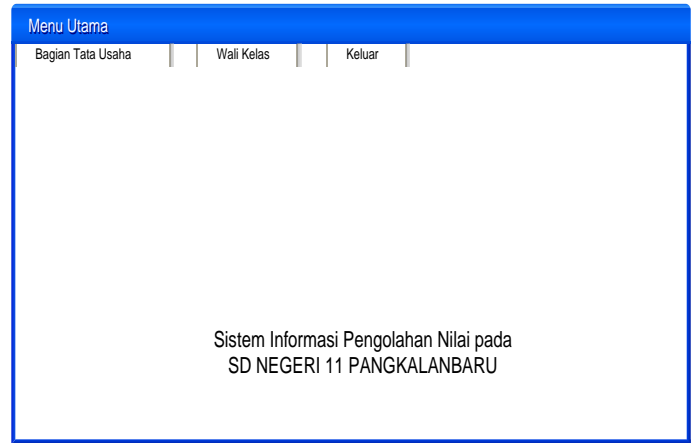 Menu Utama
Bagian Tata Usaha Wali Kelas Keluar
Sistem Informasi Pengolahan Nilai pada
SD NEGERI 11 PANGKALANBARU